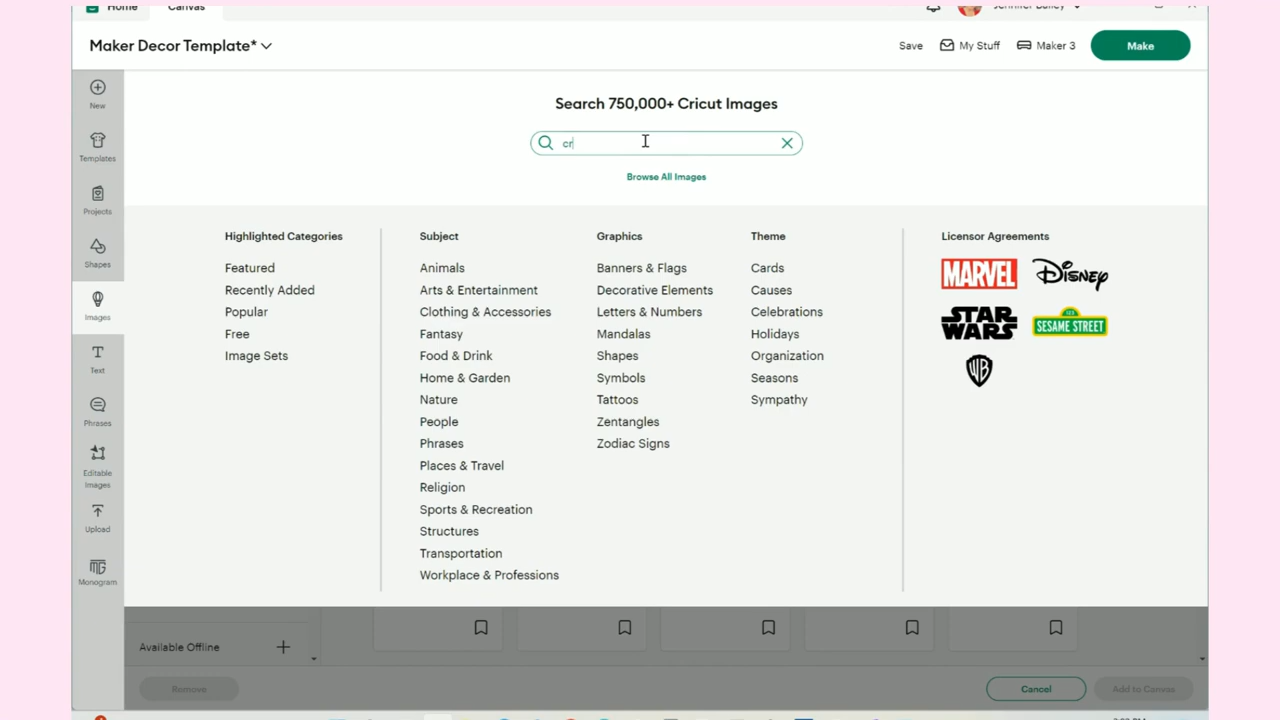 Home
Canvas
Jennifer Bailey
Maker Decor Template*
Save
My Stuff
Maker 3
Make
New
Templates
Projects
Shapes
Images
Text
Phrases
Editable
Images
Upload
Monogram
Search 750,000+ Cricut Images
cr
Browse All Images
Highlighted Categories
Featured
Recently Added
Popular
Free
Image Sets
Subject
Animals
Arts & Entertainment
Clothing & Accessories
Fantasy
Food & Drink
Home & Garden
Nature
People
Phrases
Places & Travel
Religion
Sports & Recreation
Structures
Transportation
Workplace & Professions
Graphics
Banners & Flags
Decorative Elements
Letters & Numbers
Mandalas
Shapes
Symbols
Tattoos
Zentangles
Zodiac Signs
Theme
Cards
Causes
Celebrations
Holidays
Organization
Seasons
Sympathy
Licensor Agreements
MARVEL
Disney
STAR
WARS
123
SESAME STREET
WB
Available Offline
Remove
Cancel
Add to Canvas